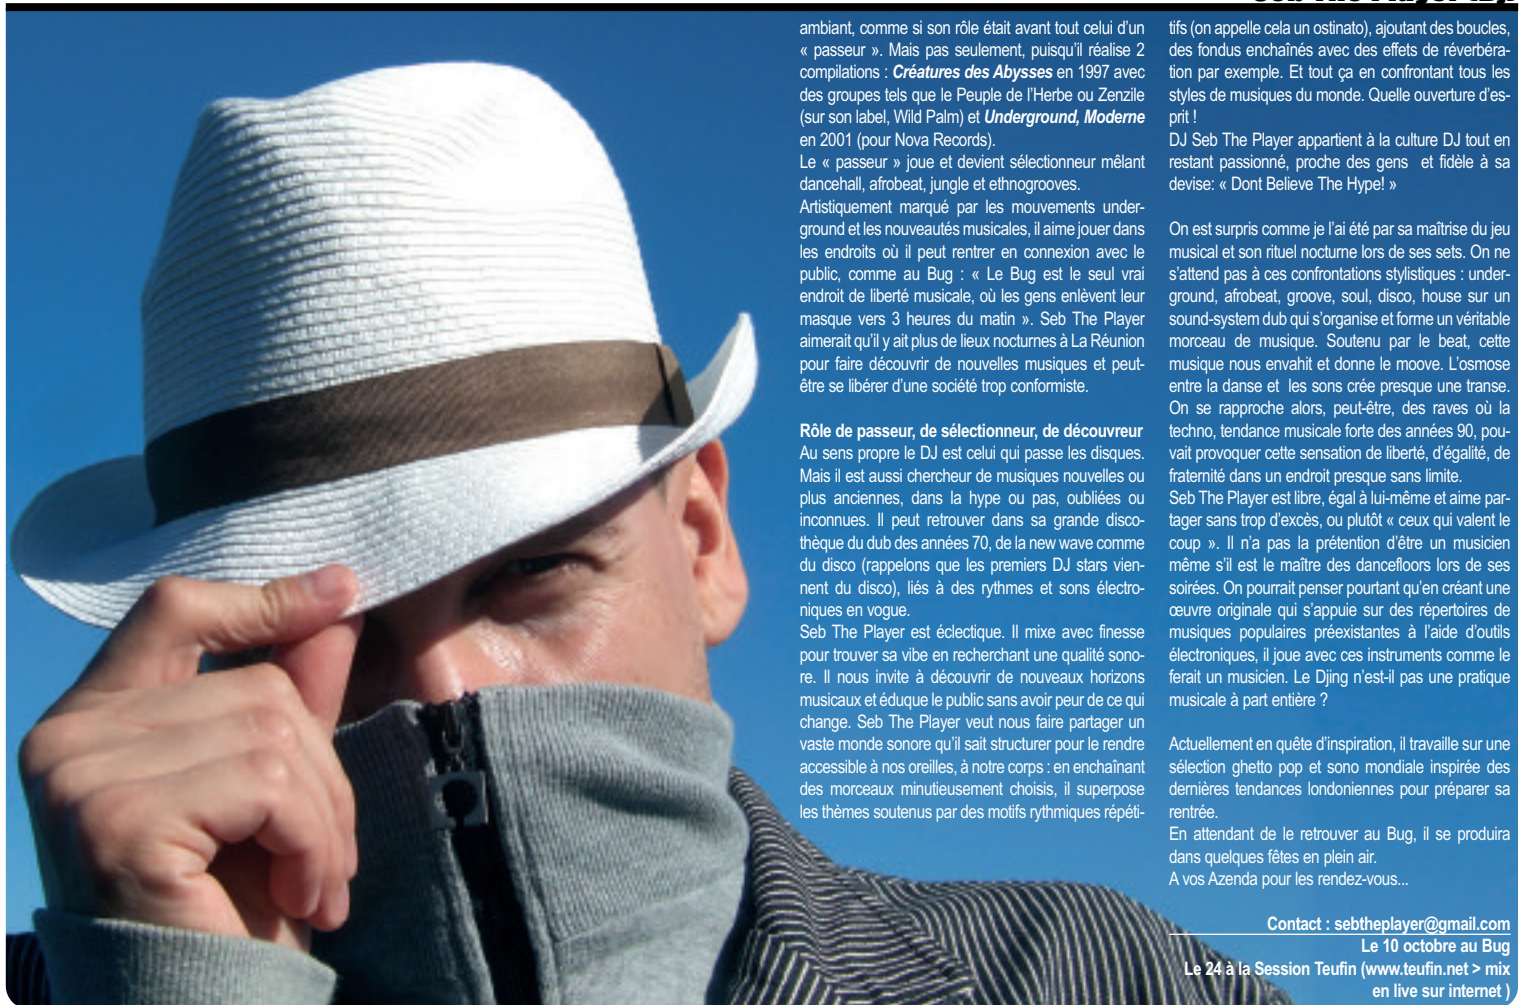 ambiant, comme si son rôle était avant tout celui d'un
« passeur ». Mais pas seulement, puisqu'il réalise 2
compilations : Créatures des Abysses en 1997 avec
des groupes tels que le Peuple de l'Herbe ou Zenzile
(sur son label, Wild Palm) et Underground, Moderne
en 2001 (pour Nova Records).
Le « passeur » joue et devient sélectionneur mêlant
dancehall, afrobeat, jungle et ethnogrooves.
Artistiquement marqué par les mouvements under-
ground et les nouveautés musicales, il aime jouer dans
les endroits où il peut rentrer en connexion avec le
public, comme au Bug : « Le Bug est le seul vrai
endroit de liberté musicale, où les gens enlèvent leur
masque vers 3 heures du matin ». Seb The Player
aimerait qu'il y ait plus de lieux nocturnes à La Réunion
pour faire découvrir de nouvelles musiques et peut-
être se libérer d'une société trop conformiste.
Rôle de passeur, de sélectionneur, de découvreur
Au sens propre le DJ est celui qui passe les disques.
Mais il est aussi chercheur de musiques nouvelles ou
plus anciennes, dans la hype ou pas, oubliées ou
inconnues. Il peut retrouver dans sa grande disco-
thèque du dub des années 70, de la new wave comme
du disco (rappelons que les premiers DJ stars vien-
nent du disco), liés à des rythmes et sons électro-
niques en vogue.
Seb The Player est éclectique. Il mixe avec finesse
pour trouver sa vibe en recherchant une qualité sono-
re. Il nous invite à découvrir de nouveaux horizons
musicaux et éduque le public sans avoir peur de ce qui
change. Seb The Player veut nous faire partager un
vaste monde sonore qu'il sait structurer pour le rendre
accessible à nos oreilles, à notre corps : en enchaînant
des morceaux minutieusement choisis, il superpose
les thèmes soutenus par des motifs rythmiques répéti-
tifs (on appelle cela un ostinato), ajoutant des boucles,
des fondus enchaînés avec des effets de réverbéra-
tion par exemple. Et tout ça en confrontant tous les
styles de musiques du monde. Quelle ouverture d'es-
prit !
DJ Seb The Player appartient à la culture DJ tout en
restant passionné, proche des gens et fidèle à sa
devise: « Dont Believe The Hype! »
On est surpris comme je l'ai été par sa maîtrise du jeu
musical et son rituel nocturne lors de ses sets. On ne
s'attend pas à ces confrontations stylistiques : under-
ground, afrobeat, groove, soul, disco, house sur un
sound-system dub qui s'organise et forme un véritable
morceau de musique. Soutenu par le beat, cette
musique nous envahit et donne le moove. L'osmose
entre la danse et les sons crée presque une transe.
On se rapproche alors, peut-être, des raves où la
techno, tendance musicale forte des années 90, pou-
vait provoquer cette sensation de liberté, d'égalité, de
fraternité dans un endroit presque sans limite.
Seb The Player est libre, égal à lui-même et aime par-
tager sans trop d'excès, ou plutôt « ceux qui valent le
coup ». Il n'a pas la prétention d'être un musicien
même s'il est le maître des dancefloors lors de ses
soirées. On pourrait penser pourtant qu'en créant une
œuvre originale qui s'appuie sur des répertoires de
musiques populaires préexistantes à l'aide d'outils
électroniques, il joue avec ces instruments comme le
ferait un musicien. Le Djing n'est-il pas une pratique
musicale à part entière ?
Actuellement en quête d'inspiration, il travaille sur une
sélection ghetto pop et sono mondiale inspirée des
dernières tendances londoniennes pour préparer sa
rentrée.
En attendant de le retrouver au Bug, il se produira
dans quelques fêtes en plein air.
A vos Azenda pour les rendez-vous...
Contact : sebtheplayer@gmail.com
Le 10 octobre au Bug
Le 24 à la Session Teufin (www.teufin.net > mix
en live sur internet )